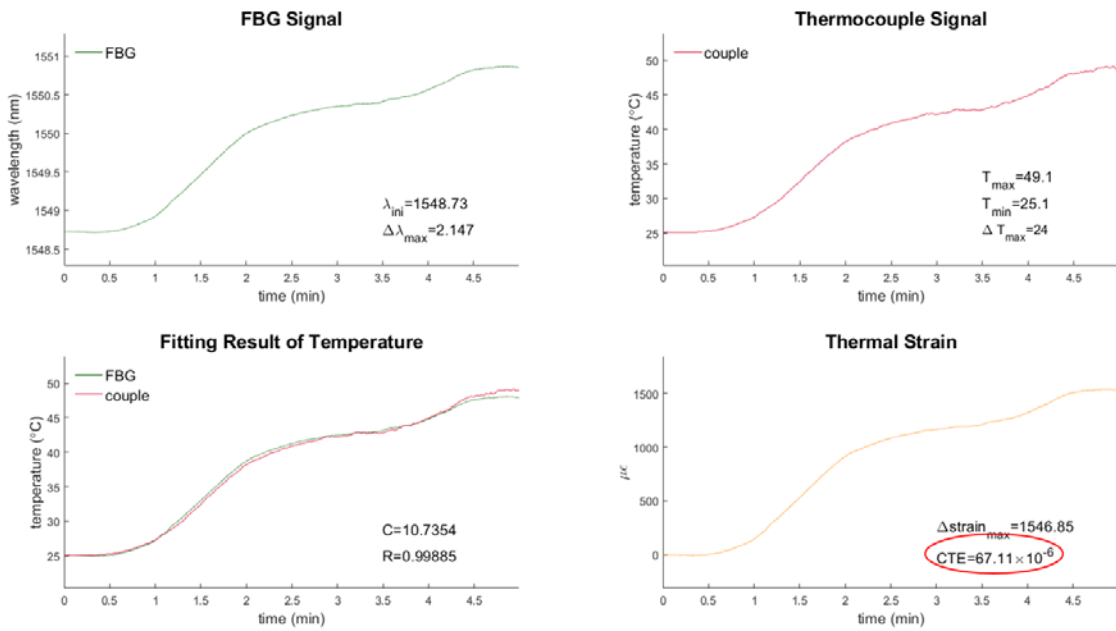 FBG Signal
FBG
1551
1550.5
1550
1549.5
1549
1548.5
wavelength (nm)
λini=1548.73
Δλmax=2.147
0 0.5 1 1.5 2 2.5 3 3.5 4 4.5
time (min)
Thermocouple Signal
couple
50
45
40
35
30
25
temperature (°C)
Tmax=49.1
Tmin=25.1
Δ Tmax=24
0 0.5 1 1.5 2 2.5 3 3.5 4 4.5
time (min)
Fitting Result of Temperature
FBG
couple
50
45
40
35
30
25
temperature (°C)
C=10.7354
R=0.99885
0 0.5 1 1.5 2 2.5 3 3.5 4 4.5
time (min)
Thermal Strain
1500
1000
500
0
με
Δstrainmax=1546.85
CTE=67.11×10-6
0 0.5 1 1.5 2 2.5 3 3.5 4 4.5
time (min)